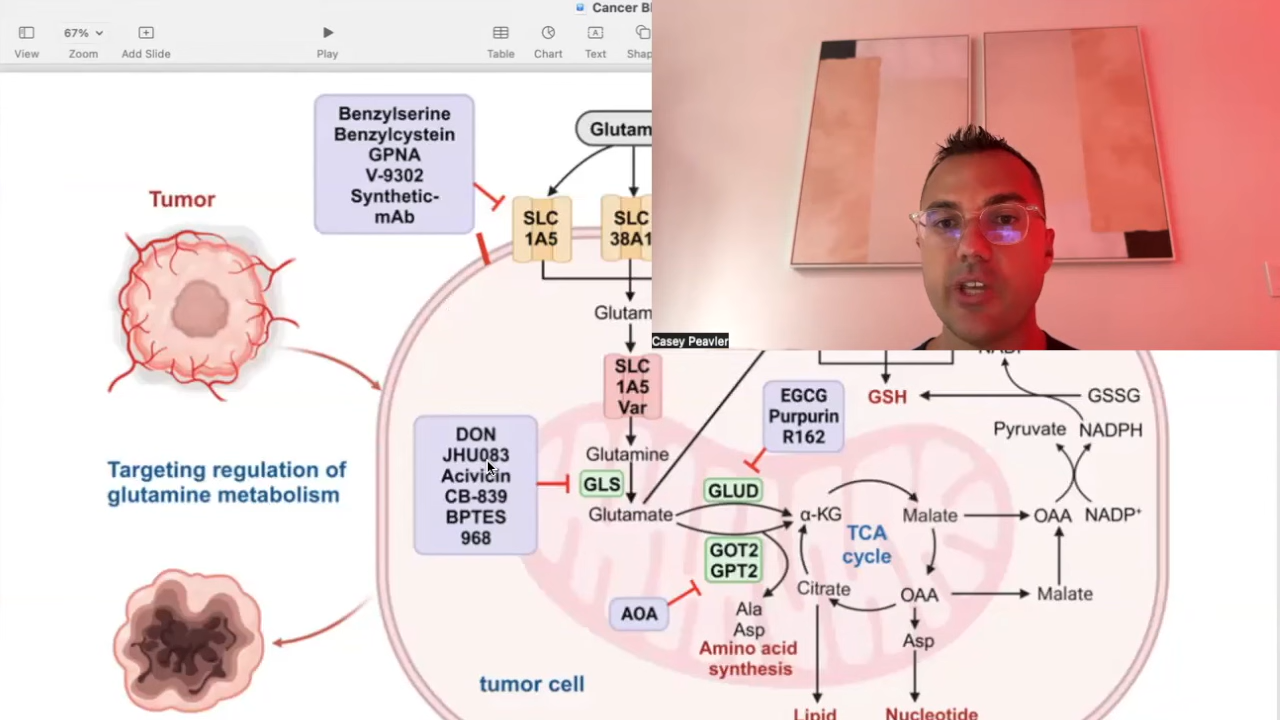 Cancer Bl
67%
View
Zoom
Add Slide
Play
Table
Chart
Text
Shap
Benzylserine
Benzylcystein
GPNA
V-9302
Synthetic-
mAb
Glutam
Tumor
SLC
1A5
SLC
38A1
Glutam
Casey Peavler
SLC
1A5
Var
EGCG
Purpurin
R162
GSH
GSSG
Pyruvate
NADPH
DON
JHU083
Acivicin
CB-839
BPTES
968
Glutamine
GLS
GLUD
Targeting regulation of
glutamine metabolism
Glutamate
α-KG
Malate
OAA
NADP+
TCA
cycle
GOT2
GPT2
Citrate
OAA
Malate
AOA
Ala
Asp
Amino acid
synthesis
Asp
tumor cell
Lipid
Nucleotide